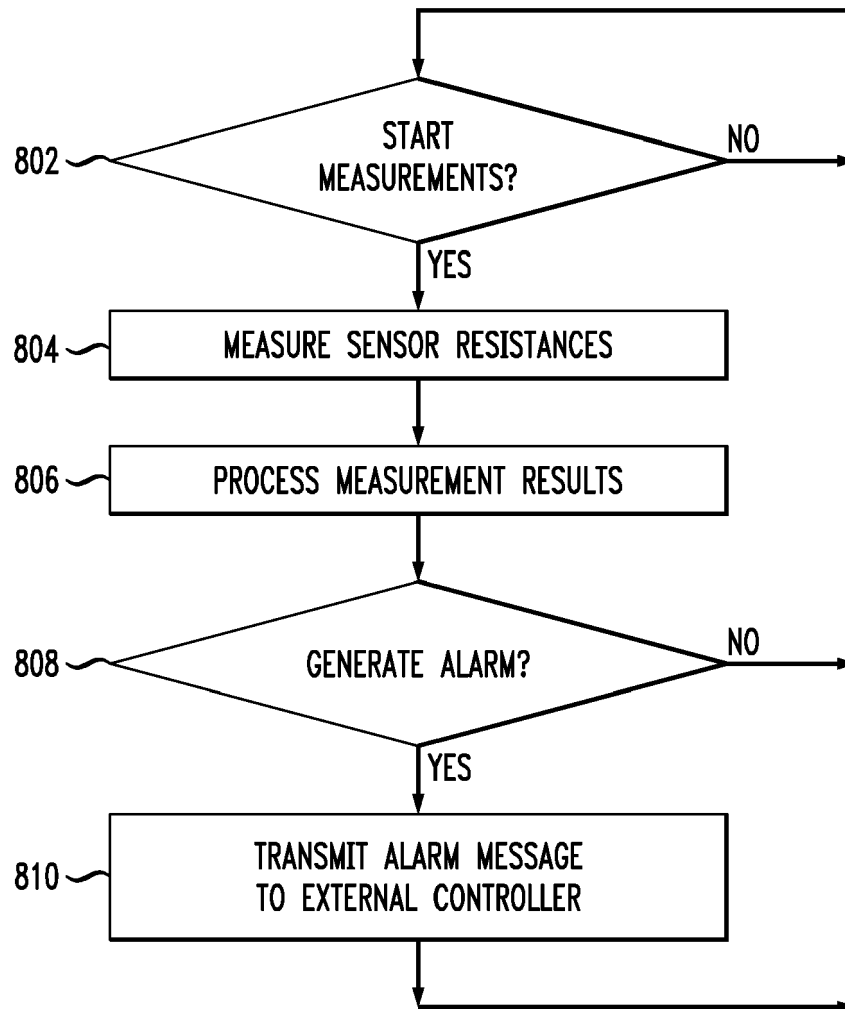 START
MEASUREMENTS?
802
NO
YES
804
MEASURE SENSOR RESISTANCES
806
PROCESS MEASUREMENT RESULTS
808
GENERATE ALARM?
NO
YES
810
TRANSMIT ALARM MESSAGE
TO EXTERNAL CONTROLLER